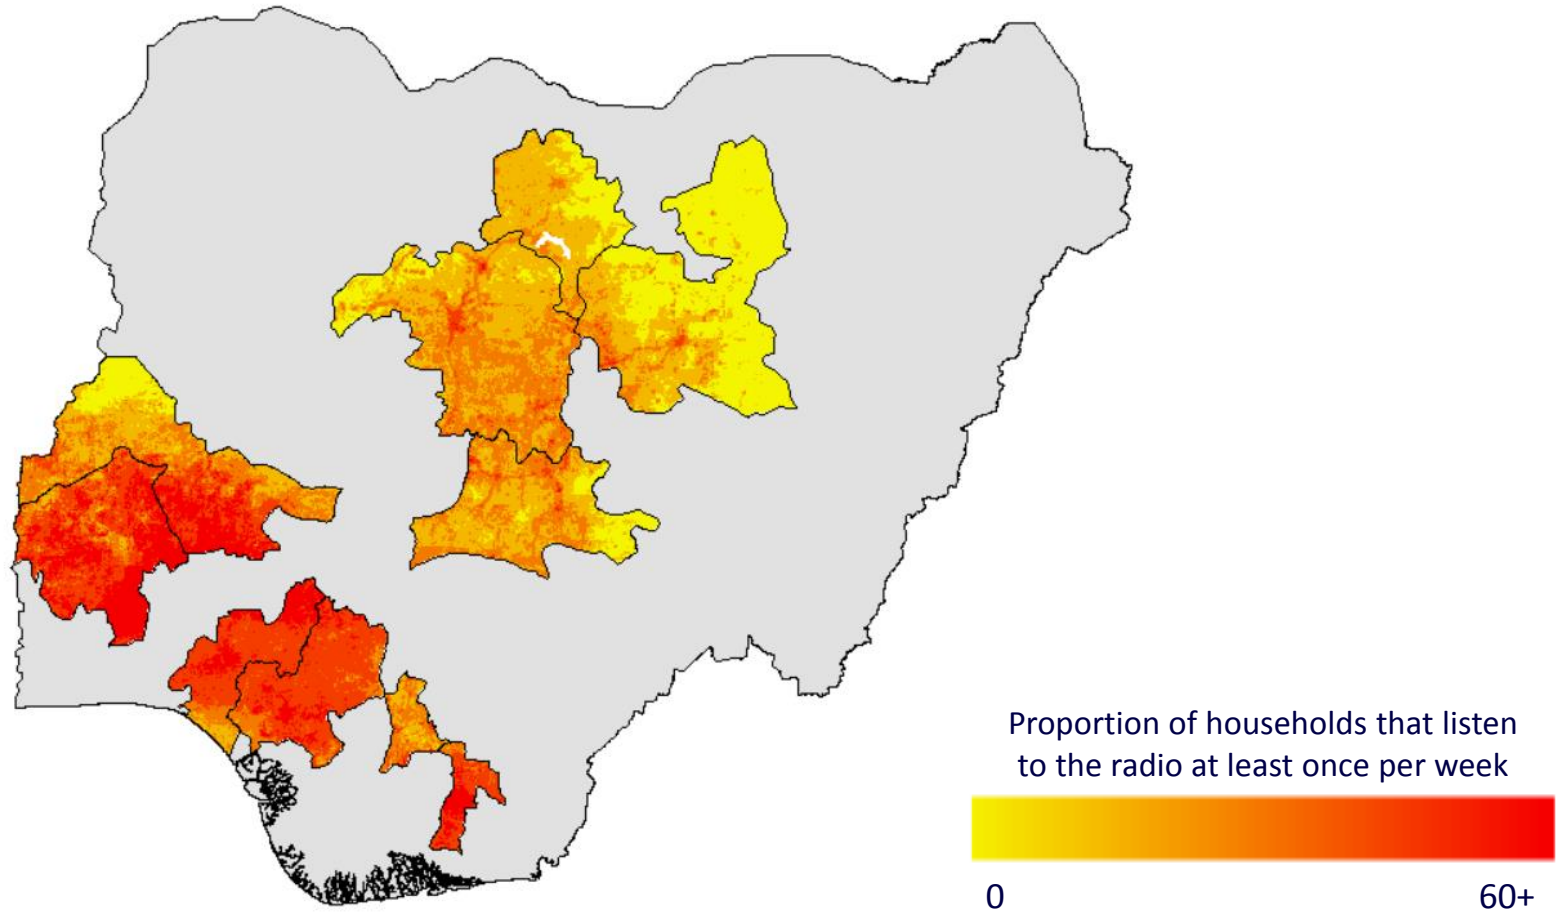 Proportion of households that listen
to the radio at least once per week
0 60+